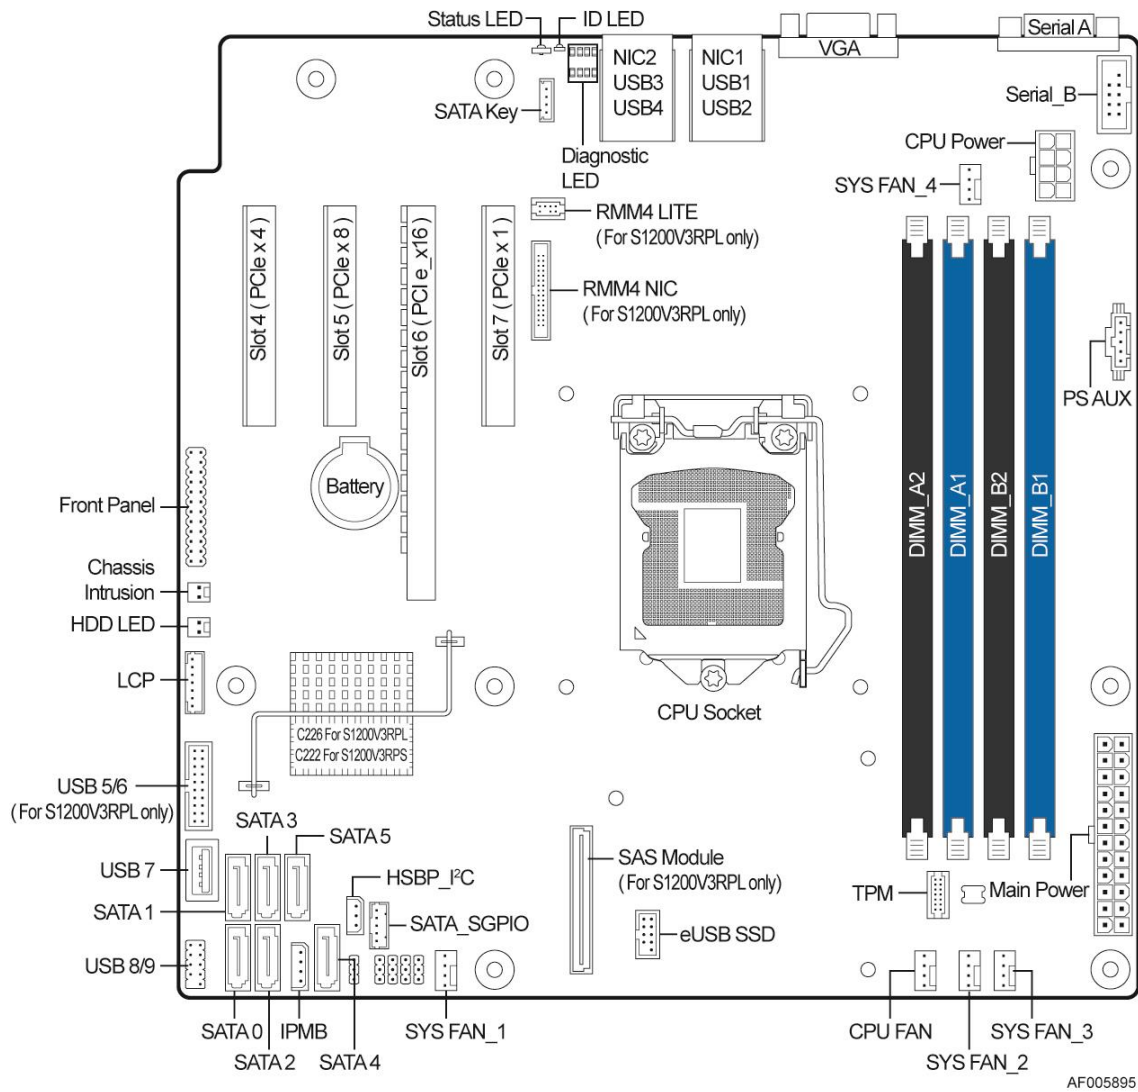 Status LED
ID LED
VGA
Serial A
NIC2
USB3
USB4
NIC1
USB1
USB2
Serial_B
SATA Key
Diagnostic
LED
CPU Power
SYS FAN_4
RMM4 LITE
( For S1200V3RPL only)
RMM4 NIC
( For S1200V3RPL only)
Slot 4 ( PCIe x 4 )
Slot 5 ( PCIe x 8 )
Slot 6 ( PCI e_x16 )
Slot 7 ( PCIe x 1 )
PS AUX
Battery
Front Panel
DIMM_A2
DIMM_A1
DIMM_B2
DIMM_B1
Chassis
Intrusion
HDD LED
LCP
CPU Socket
C226 For S1200V3RPL
C222 For S1200V3RPS
USB 5/6
( For S1200V3RPL only)
SATA 3
SATA 5
USB 7
HSBP_I²C
SAS Module
( For S1200V3RPL only)
TPM
Main Power
SATA 1
SATA_SGPIO
eUSB SSD
USB 8/9
SATA 0
IPMB
SYS FAN_1
CPU FAN
SYS FAN_3
SATA 2
SATA 4
SYS FAN_2
AF005895